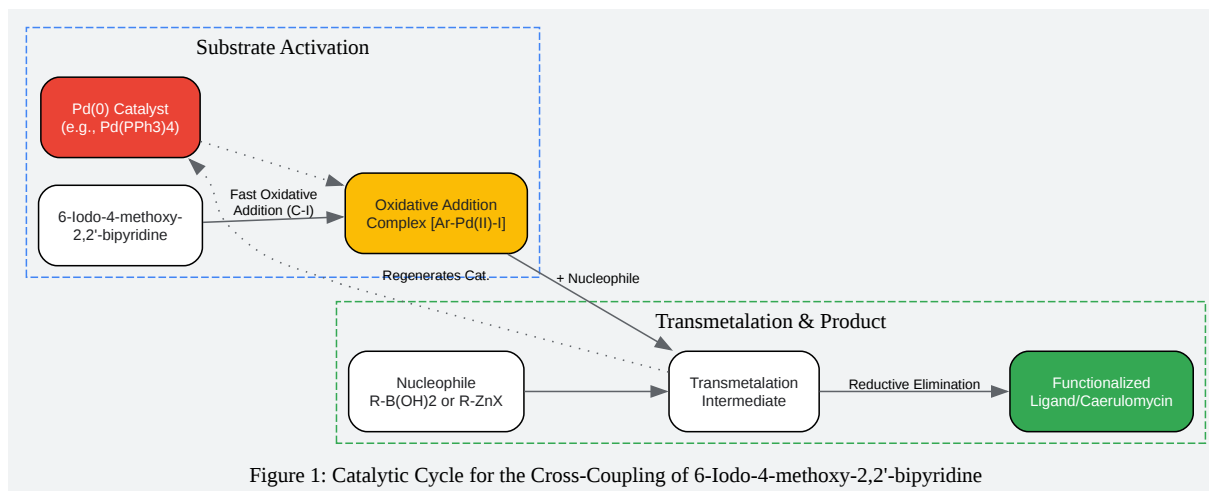 Substrate Activation
Pd(0) Catalyst
(e.g., Pd(PPh3)4)
6-Iodo-4-methoxy-
2,2'-bipyridine
Fast Oxidative
Addition (C-I)
Oxidative Addition
Complex [Ar-Pd(II)-I]
Regenerates Cat.
+ Nucleophile
Transmetalation & Product
Nucleophile
R-B(OH)2 or R-ZnX
Transmetalation
Intermediate
Reductive Elimination
Functionalized
Ligand/Caerulomycin
Figure 1: Catalytic Cycle for the Cross-Coupling of 6-Iodo-4-methoxy-2,2'-bipyridine